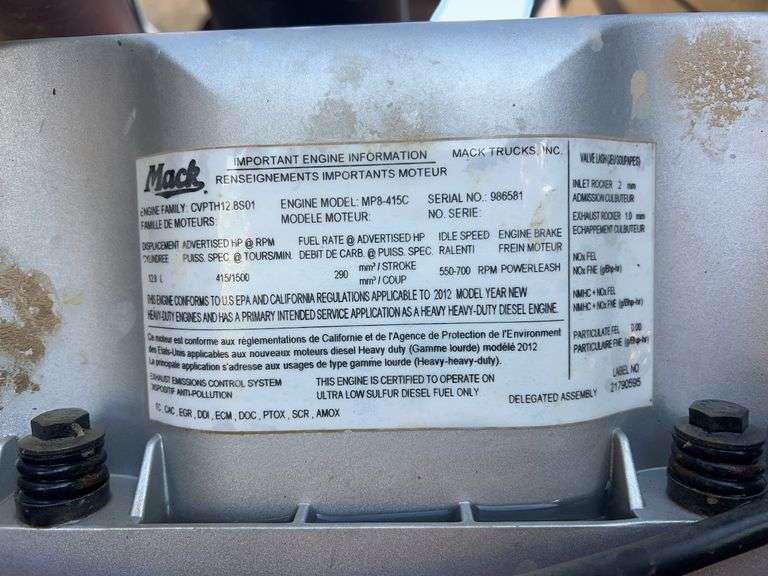 Mack
IMPORTANT ENGINE INFORMATION MACK TRUCKS, INC.
RENSEIGNEMENTS IMPORTANTS MOTEUR
ENGINE FAMILY: CVPTH12.8S01 ENGINE MODEL: MP8-415C SERIAL NO.: 986581
FAMILLE DE MOTEURS: MODELE MOTEUR: NO. SERIE:
DISPLACEMENT ADVERTISED HP @ RPM FUEL RATE @ ADVERTISED HP IDLE SPEED ENGINE BRAKE
CYLINDREE PUISS. SPEC. @ TOURS/MIN. DEBIT DE CARB. @ PUISS. SPEC. RALENTI FREIN MOTEUR
12.8 L 415/1500 290 mm³ / STROKE 550-700 RPM POWERLEASH
mm³ / COUP
THIS ENGINE CONFORMS TO U.S EPA AND CALIFORNIA REGULATIONS APPLICABLE TO 2012 MODEL YEAR NEW
HEAVY-DUTY ENGINES AND HAS A PRIMARY INTENDED SERVICE APPLICATION AS A HEAVY HEAVY-DUTY DIESEL ENGINE.
Ce moteur est conforme aux réglementations de Californie et de l'Agence de Protection de l'Environment
des Etats-Unis applicables aux nouveaux moteurs diesel Heavy duty (Gamme lourde) modélé 2012
La principale application s'adresse aux usages de type gamme lourde (Heavy-heavy-duty).
EXHAUST EMISSIONS CONTROL SYSTEM THIS ENGINE IS CERTIFIED TO OPERATE ON
DISPOSITIF ANTI-POLLUTION ULTRA LOW SULFUR DIESEL FUEL ONLY DELEGATED ASSEMBLY
TC, CAC, EGR, DDI, ECM, DOC, PTOX, SCR, AMOX
VALVE LASH (JEU SOUPAPES)
INLET ROCKER .2 mm
ADMISSION CULBUTEUR
EXHAUST ROCKER 1.0 mm
ECHAPPEMENT CULBUTEUR
NOx FEL
NOx FNE (g/Bhp-hr)
NMHC + NOx FEL
NMHC + NOx FNE (g/Bhp-hr)
PARTICULATE FEL 0.00
PARTICULAIRE FNE (g/Bhp-hr)
LABEL NO.
21790595